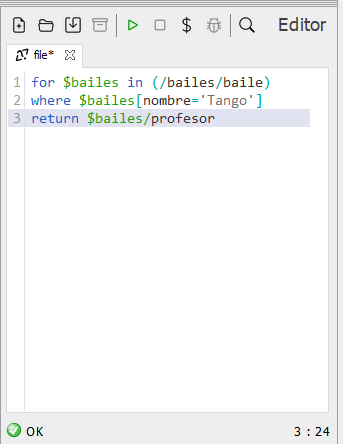 $ Editor
file*
1 for $bailes in (/bailes/baile)
2 where $bailes[nombre='Tango']
3 return $bailes/profesor
OK 3 : 24